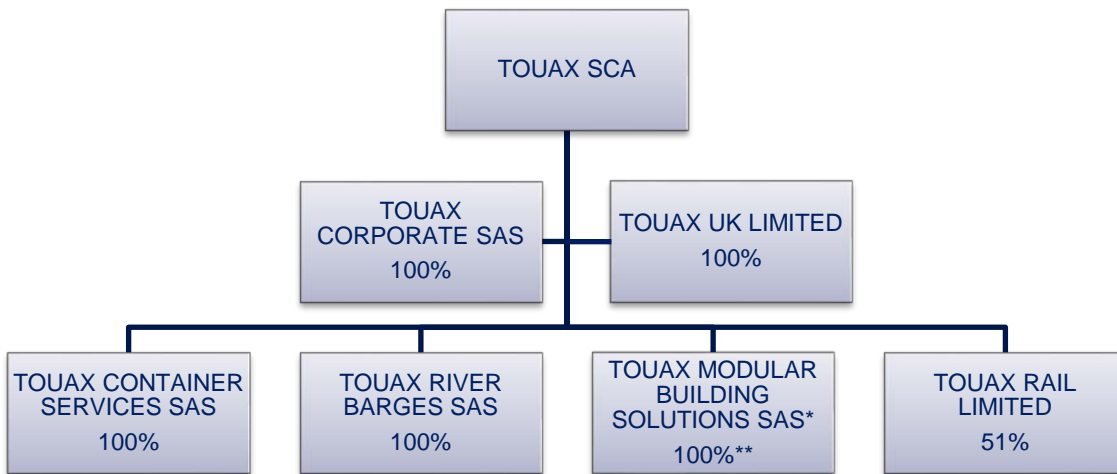 TOUAX SCA
TOUAX
CORPORATE SAS
100%
TOUAX UK LIMITED
100%
TOUAX CONTAINER
SERVICES SAS
100%
TOUAX RIVER
BARGES SAS
100%
TOUAX MODULAR
BUILDING
SOLUTIONS SAS*
100%**
TOUAX RAIL
LIMITED
51%